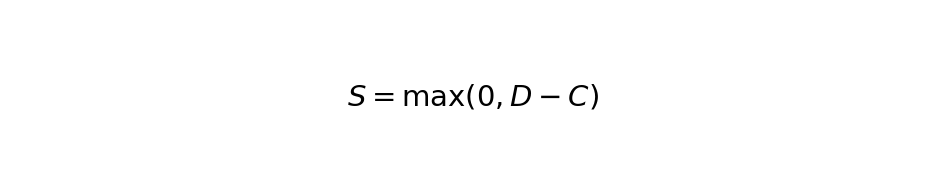 S = max(0, D − C)